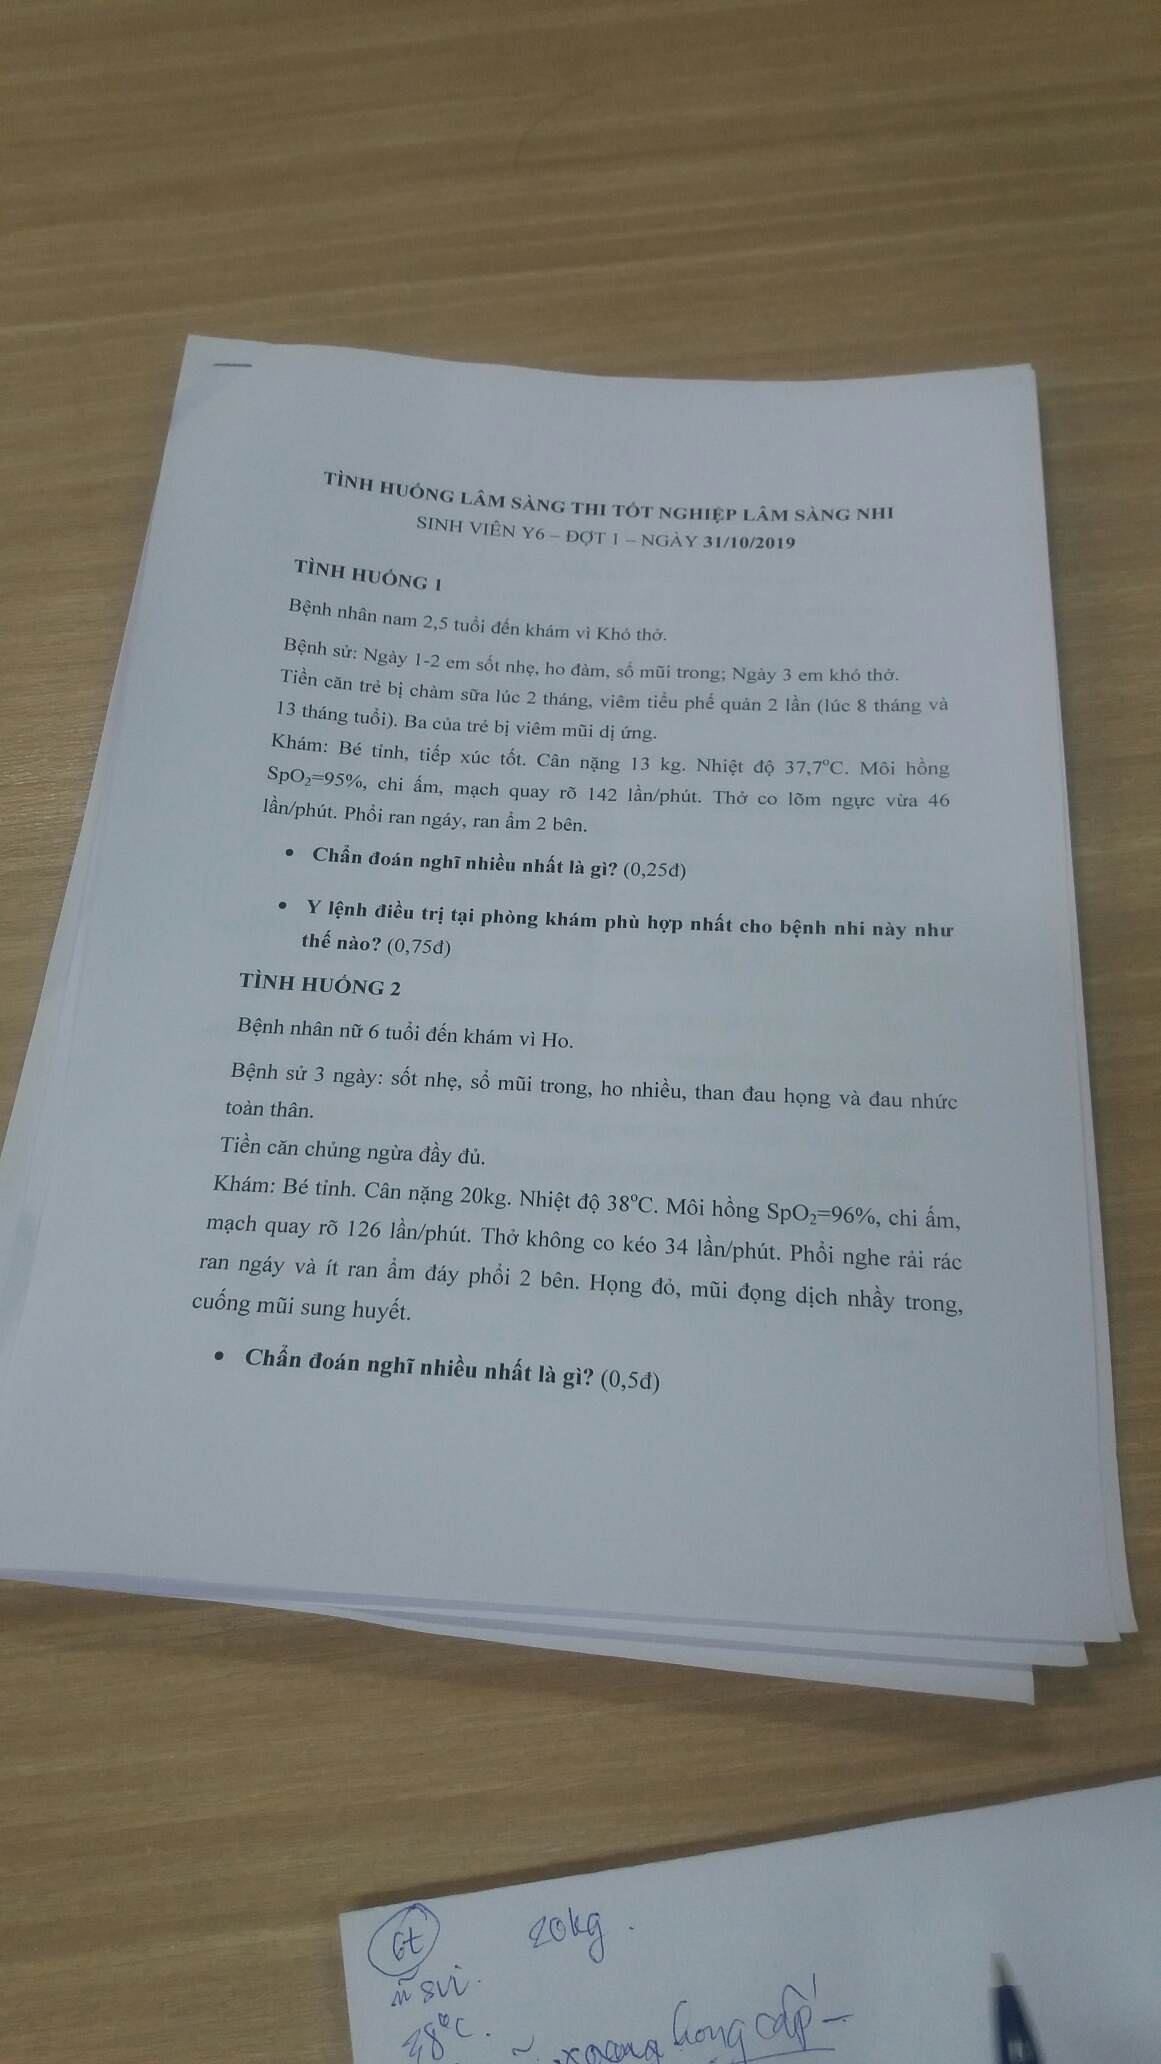 TÌNH HUỐNG LÂM SÀNG THI TỐT NGHIỆP LÂM SÀNG NHI
SINH VIÊN Y6 – ĐỢT 1 – NGÀY 31/10/2019
TÌNH HUỐNG 1
Bệnh nhân nam 2,5 tuổi đến khám vì Khó thở.
Bệnh sử: Ngày 1-2 em sốt nhẹ, ho đàm, sổ mũi trong; Ngày 3 em khó thở.
Tiền căn trẻ bị chàm sữa lúc 2 tháng, viêm tiểu phế quản 2 lần (lúc 8 tháng và
13 tháng tuổi). Ba của trẻ bị viêm mũi dị ứng.
Khám: Bé tỉnh, tiếp xúc tốt. Cân nặng 13 kg. Nhiệt độ 37,7°C. Môi hồng
SpO₂=95%, chi ấm, mạch quay rõ 142 lần/phút. Thở co lõm ngực vừa 46
lần/phút. Phổi ran ngáy, ran ẩm 2 bên.
• Chẩn đoán nghĩ nhiều nhất là gì? (0,25đ)
• Y lệnh điều trị tại phòng khám phù hợp nhất cho bệnh nhi này như
thế nào? (0,75đ)
TÌNH HUỐNG 2
Bệnh nhân nữ 6 tuổi đến khám vì Ho.
Bệnh sử 3 ngày: sốt nhẹ, sổ mũi trong, ho nhiều, than đau họng và đau nhức
toàn thân.
Tiền căn chủng ngừa đầy đủ.
Khám: Bé tỉnh. Cân nặng 20kg. Nhiệt độ 38°C. Môi hồng SpO₂=96%, chi ấm,
mạch quay rõ 126 lần/phút. Thở không co kéo 34 lần/phút. Phổi nghe rải rác
ran ngáy và ít ran ẩm đáy phổi 2 bên. Họng đỏ, mũi đọng dịch nhầy trong,
cuống mũi sung huyết.
• Chẩn đoán nghĩ nhiều nhất là gì? (0,5đ)
6t 20kg.
38°C.
họng cấp